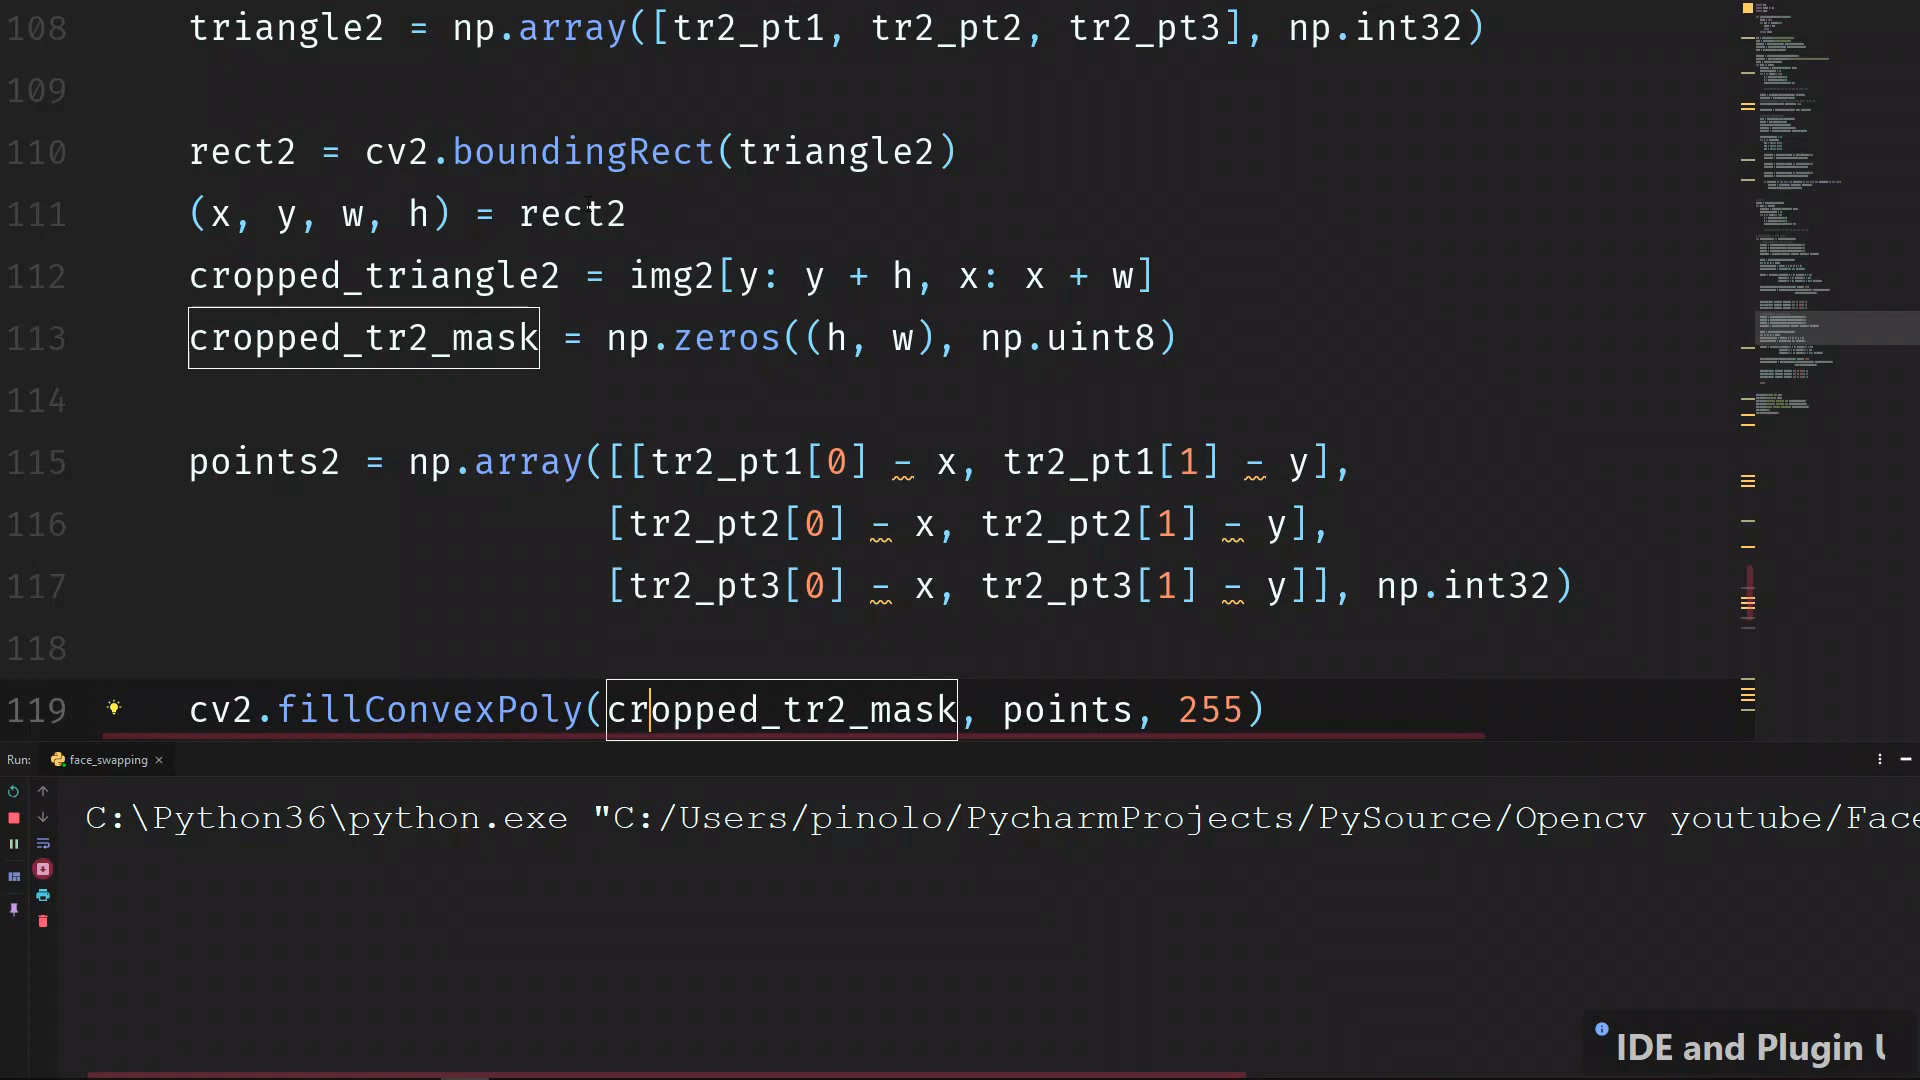 108 triangle2 = np.array([tr2_pt1, tr2_pt2, tr2_pt3], np.int32)
109
110 rect2 = cv2.boundingRect(triangle2)
111 (x, y, w, h) = rect2
112 cropped_triangle2 = img2[y: y + h, x: x + w]
113 cropped_tr2_mask = np.zeros((h, w), np.uint8)
114
115 points2 = np.array([[tr2_pt1[0] - x, tr2_pt1[1] - y],
116 [tr2_pt2[0] - x, tr2_pt2[1] - y],
117 [tr2_pt3[0] - x, tr2_pt3[1] - y]], np.int32)
118
119 cv2.fillConvexPoly(cropped_tr2_mask, points, 255)
Run: face_swapping
C:\Python36\python.exe "C:/Users/pinolo/PycharmProjects/PySource/Opencv youtube/Face
IDE and Plugin